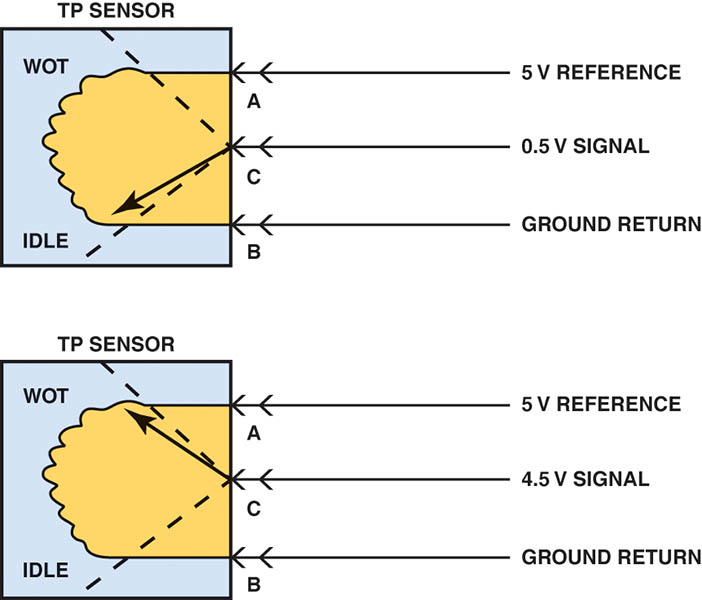 TP SENSOR
WOT
5 V REFERENCE
A
0.5 V SIGNAL
C
GROUND RETURN
IDLE
B
TP SENSOR
WOT
5 V REFERENCE
A
4.5 V SIGNAL
C
GROUND RETURN
IDLE
B